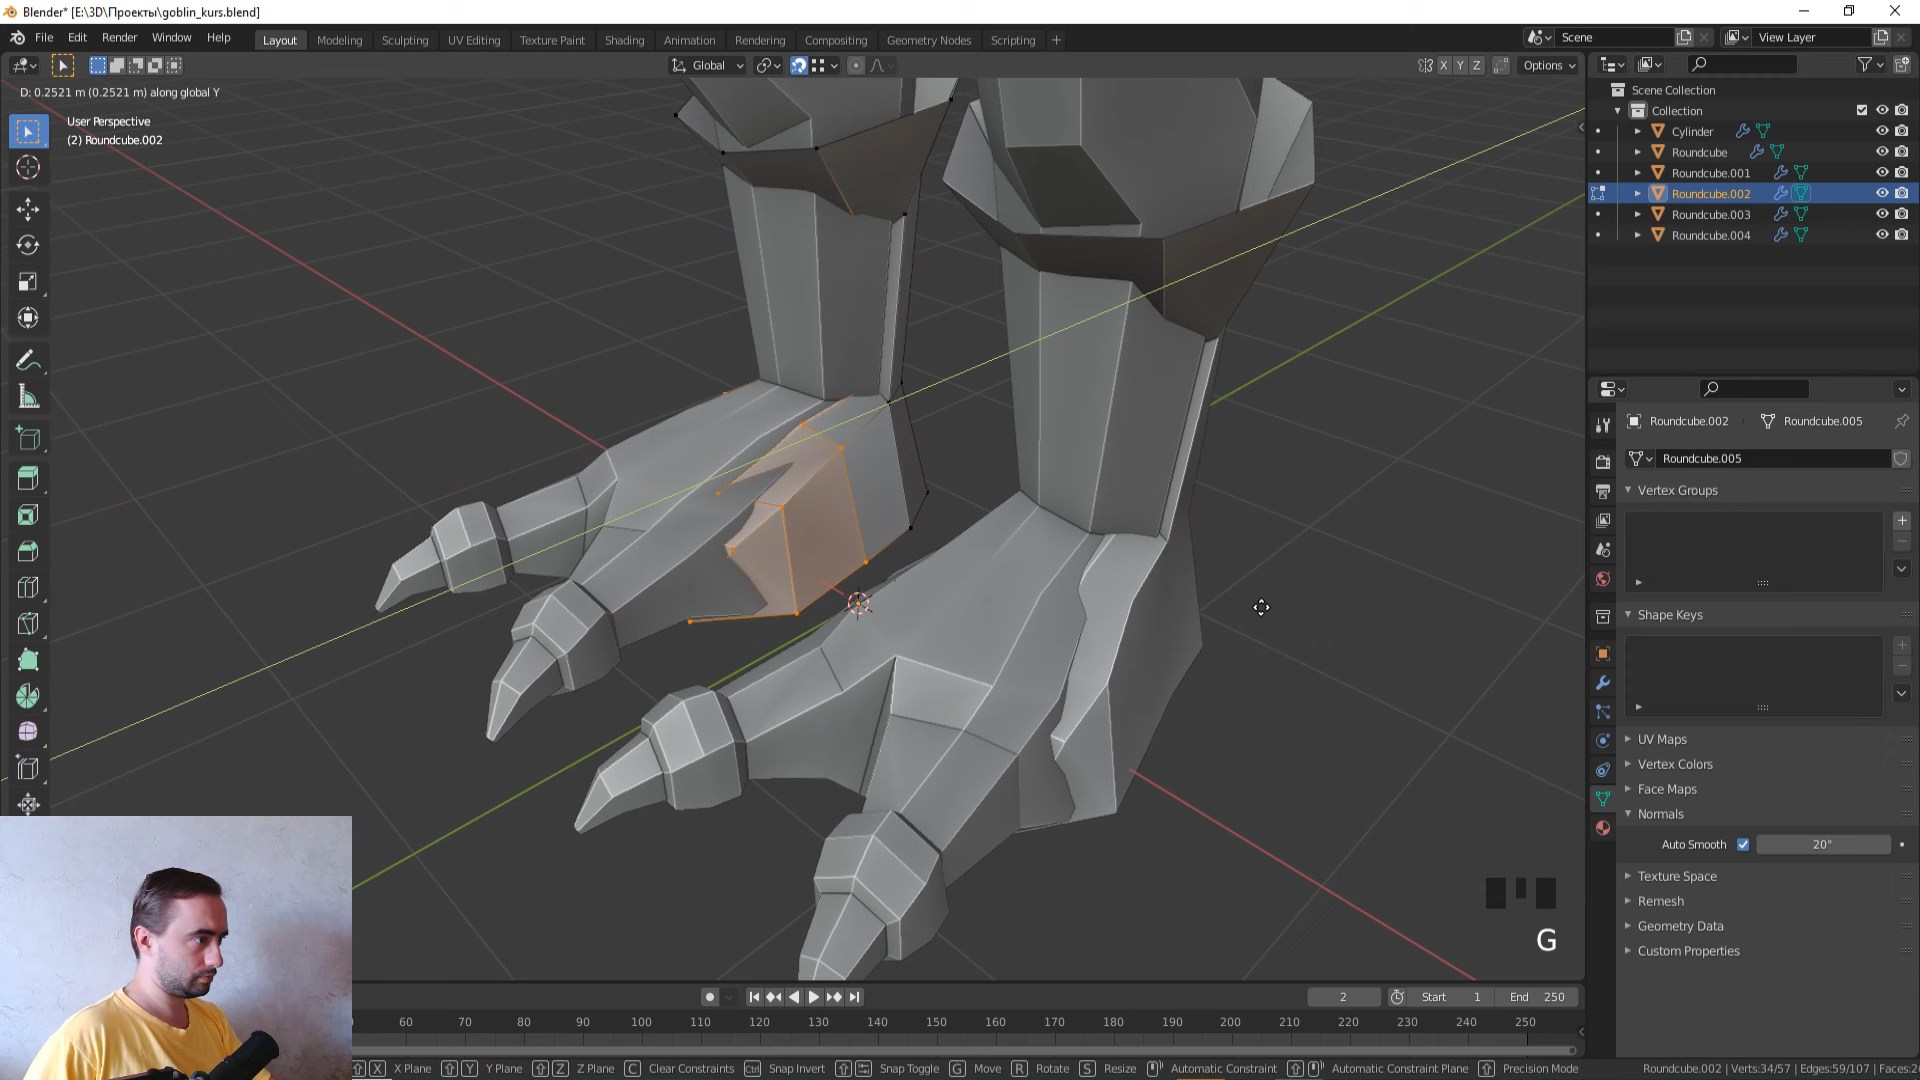 Blender* [E:\3D\Проекты\goblin_kurs.blend]
File Edit Render Window Help
Layout Modeling Sculpting UV Editing Texture Paint Shading Animation Rendering Compositing Geometry Nodes Scripting +
Scene
View Layer
Global
X Y Z
Options
D: 0.2521 m (0.2521 m) along global Y
User Perspective
(2) Roundcube.002
Scene Collection
Collection
Cylinder
Roundcube
Roundcube.001
Roundcube.002
Roundcube.003
Roundcube.004
Roundcube.002 Roundcube.005
Roundcube.005
Vertex Groups
Shape Keys
UV Maps
Vertex Colors
Face Maps
Normals
Auto Smooth 20°
Texture Space
Remesh
Geometry Data
Custom Properties
G
2 Start 1 End 250
60 70 80 90 100 110 120 130 140 150 160 170 180 190 200 210 220 230 240 250
X X Plane Y Y Plane Z Z Plane C Clear Constraints Ctrl Snap Invert Snap Toggle G Move R Rotate S Resize Automatic Constraint Automatic Constraint Plane Precision Mode
Roundcube.002 | Verts:34/57 | Edges:59/107 | Faces:2